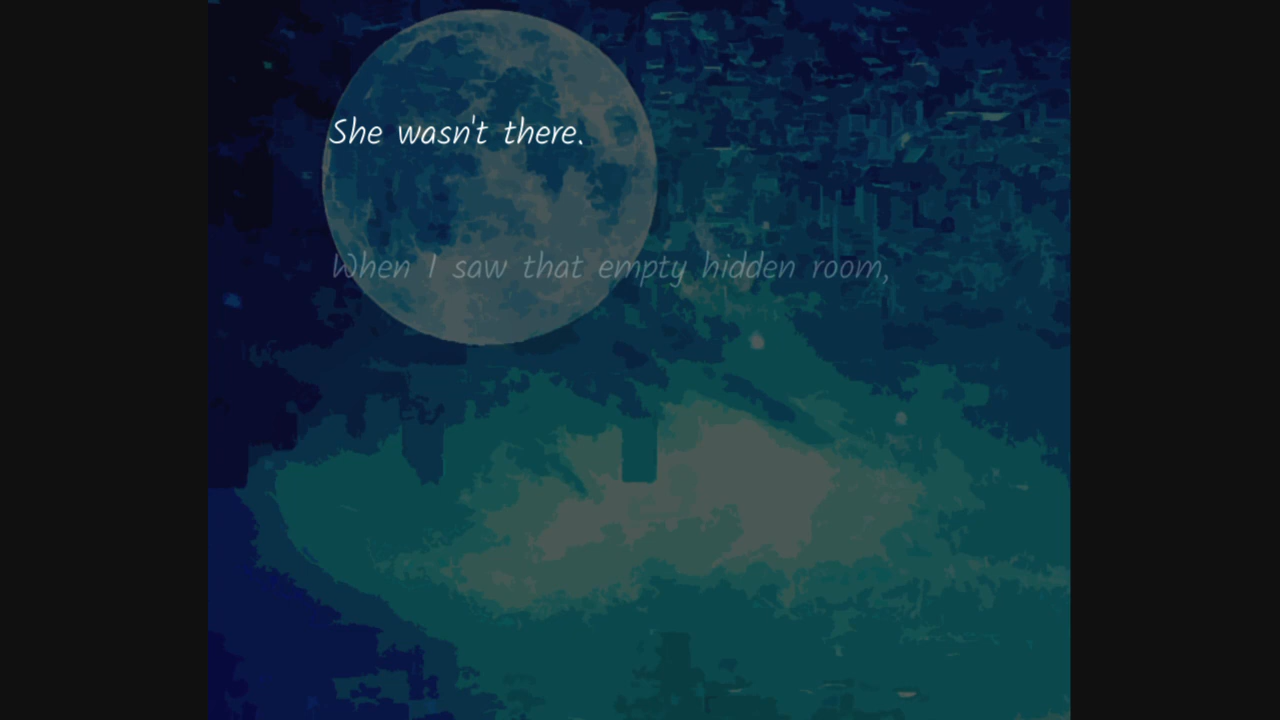 She wasn't there.
When I saw that empty hidden room,